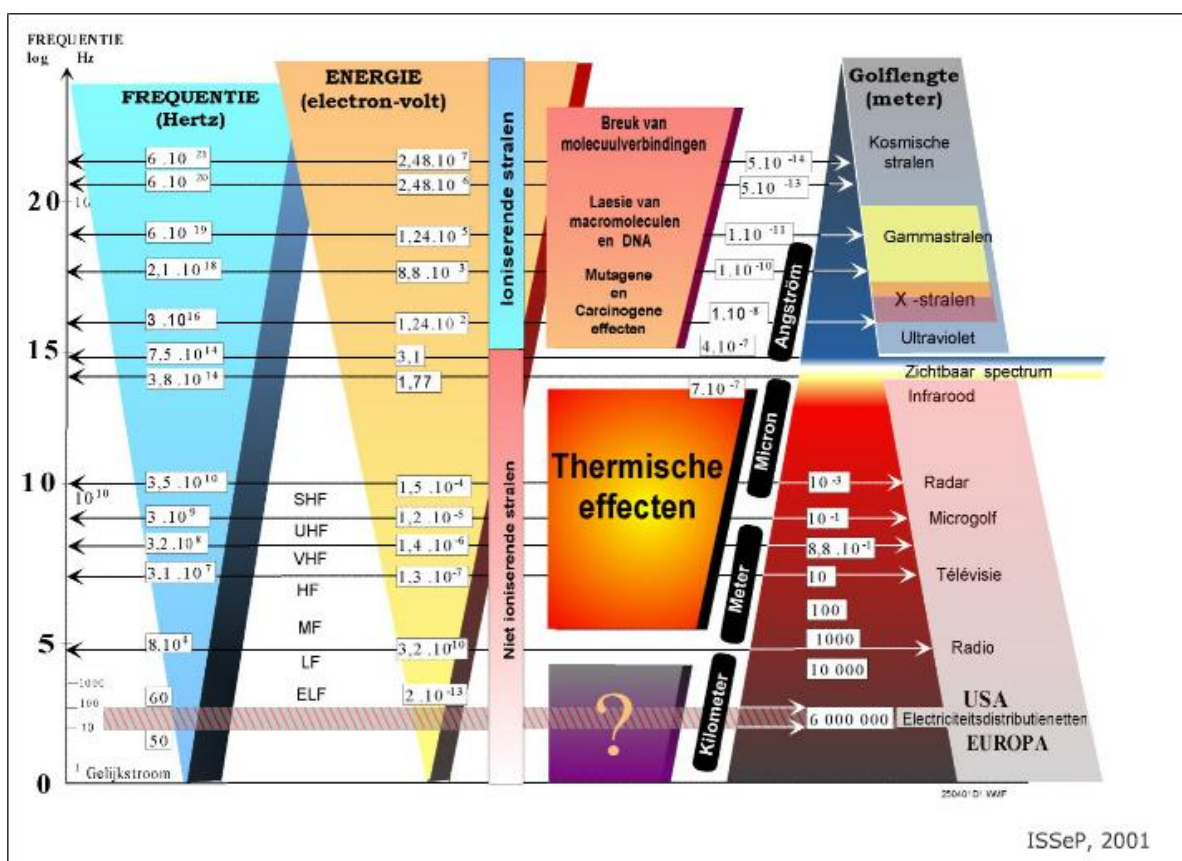 FREQUENTIE
log Hz
FREQUENTIE
(Hertz)
ENERGIE
(electron-volt)
Golflengte
(meter)
Ioniserende stralen
Niet ioniserende stralen
Breuk van
molecuulverbindingen
Laesie van
macromoleculen
en DNA
Mutagene
en
Carcinogene
effecten
Thermische
effecten
?
Angström
Micron
Meter
Kilometer
20
15
10
5
0
10^10
1000
100
10
1 Gelijkstroom
6 .10^21
6 .10^20
6 .10^19
2,1 .10^18
3 .10^16
7,5 .10^14
3,8 .10^14
3,5 .10^10
3 .10^9
3,2 .10^8
3,1 .10^7
8.10^4
60
50
2,48.10^7
2,48.10^6
1,24.10^5
8,8 .10^3
1,24.10^2
3,1
1,77
1,5 .10^-4
1,2 .10^-5
1,4 .10^-6
1,3 .10^-7
3,2 .10^10
2 .10^-13
SHF
UHF
VHF
HF
MF
LF
ELF
5.10^-14
5.10^-13
1.10^-11
1,10^-10
1,10^-8
4,10^-7
7.10^-7
10^-3
10^-1
8,8 .10^-1
10
100
1000
10 000
6 000 000
Kosmische
stralen
Gammastralen
X -stralen
Ultraviolet
Zichtbaar spectrum
Infrarood
Radar
Microgolf
Télévisie
Radio
USA
Electriciteitsdistributienetten
EUROPA
250401D1.WMF
ISSeP, 2001